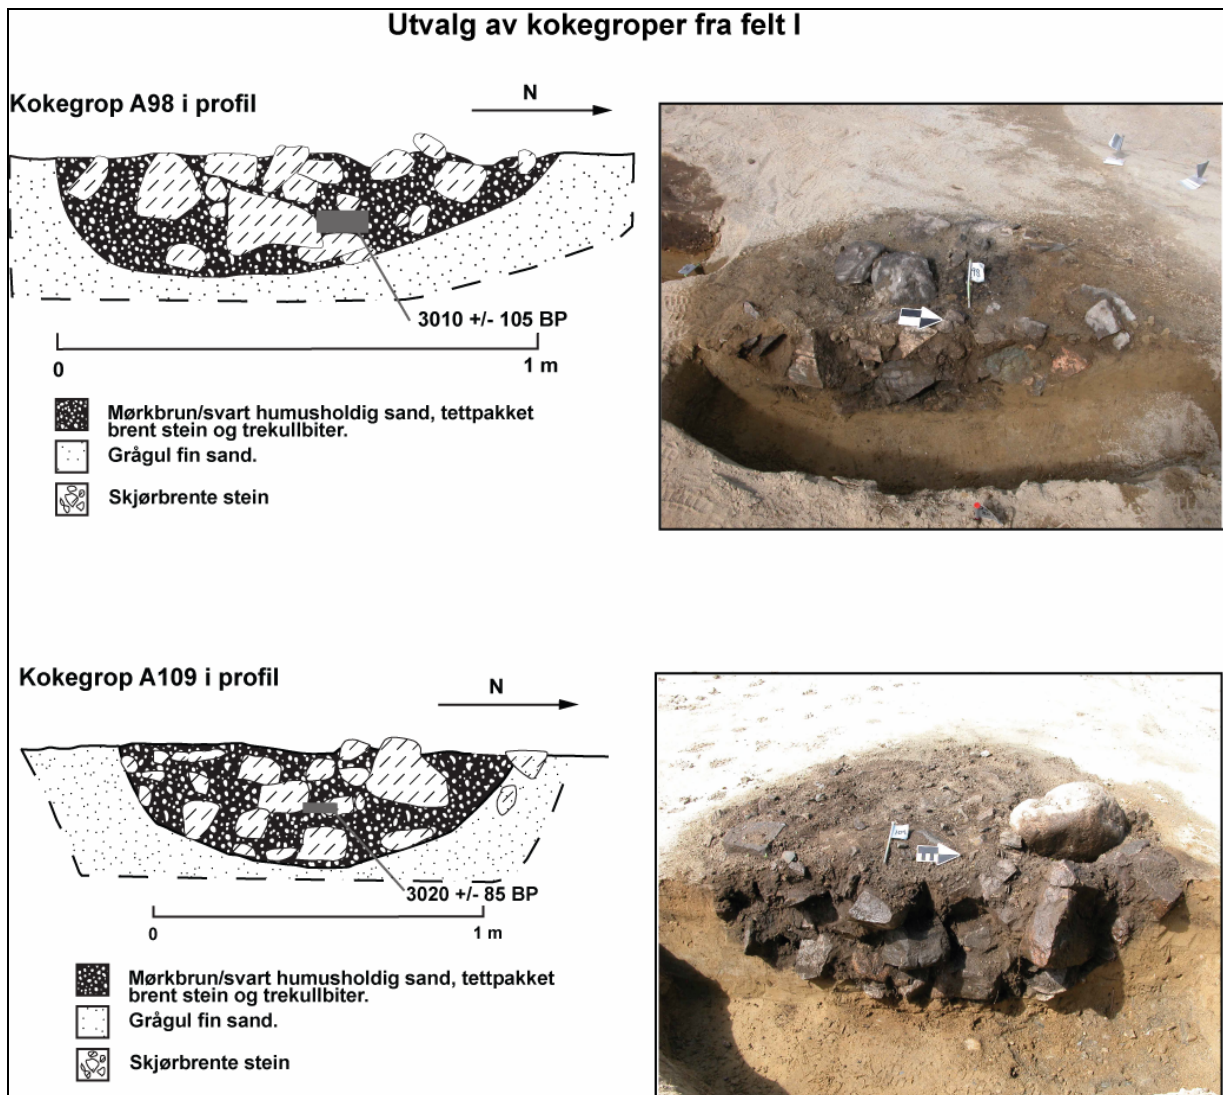 Utvalg av kokegroper fra felt I
Kokegrop A98 i profil
N
3010 +/- 105 BP
0
1 m
Mørkbrun/svart humusholdig sand, tettpakket
brent stein og trekullbiter.
Grågul fin sand.
Skjørbrente stein
98
Kokegrop A109 i profil
N
3020 +/- 85 BP
0
1 m
Mørkbrun/svart humusholdig sand, tettpakket
brent stein og trekullbiter.
Grågul fin sand.
Skjørbrente stein
109